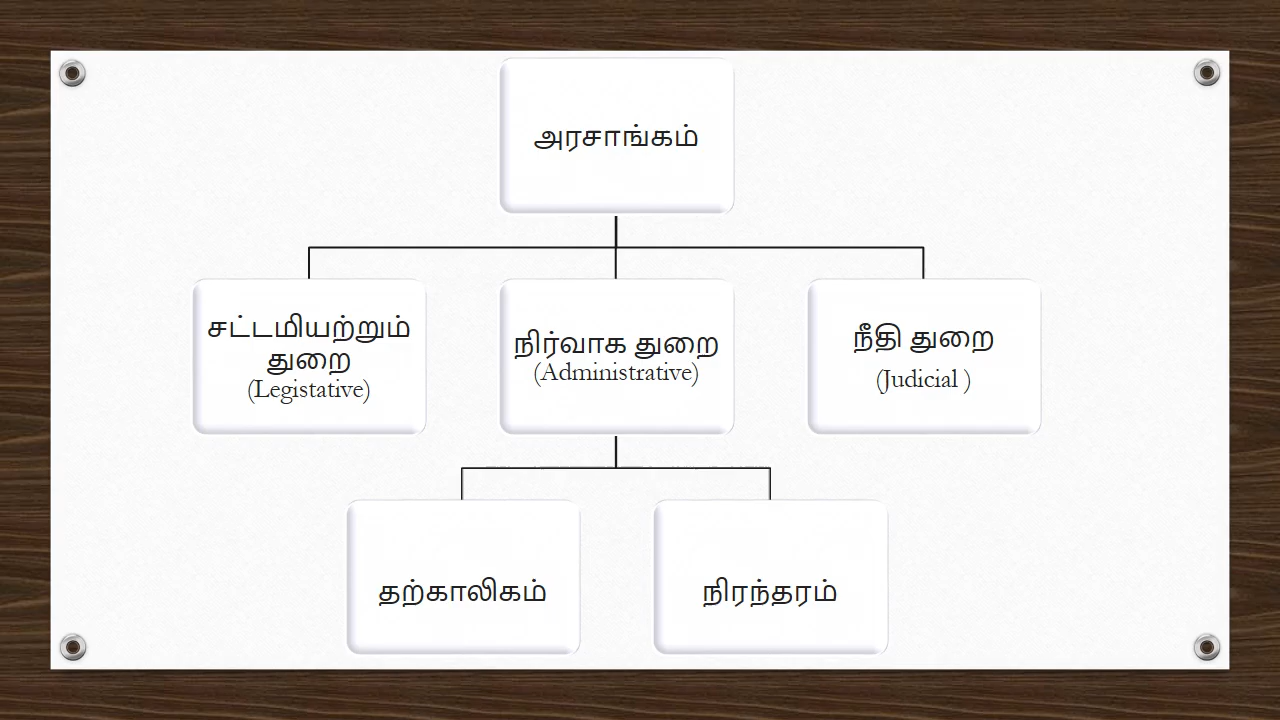 அரசாங்கம்
சட்டமியற்றும்
துறை
(Legistative)
நிர்வாக துறை
(Administrative)
நீதி துறை
(Judicial )
தற்காலிகம்
நிரந்தரம்